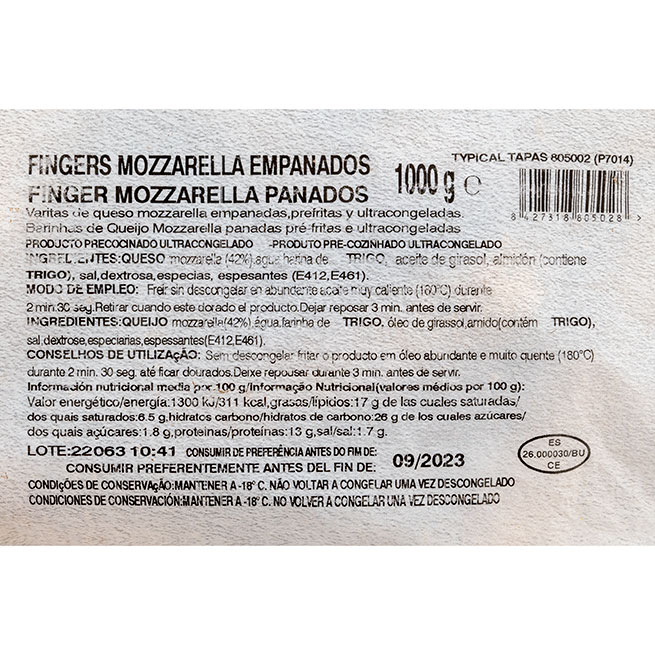 FINGERS MOZZARELLA EMPANADOS
FINGER MOZZARELLA PANADOS
1000 g ℮
TYPICAL TAPAS 805002 (P7014)
8 427318 805028
Varitas de queso mozzarella empanadas,prefritas y ultracongeladas.
Barinhas de Queijo Mozzarella panadas pré-fritas e ultracongeladas
PRODUCTO PRECOCINADO ULTRACONGELADO -PRODUTO PRE-COZINHADO ULTRACONGELADO
INGREDIENTES:QUESO mozzarella (42%),agua,harina de TRIGO, aceite de girasol, almidón (contiene
TRIGO), sal,dextrosa,especias, espesantes (E412,E461).
MODO DE EMPLEO: Freír sin descongelar en abundante aceite muy caliente (180°C) durante
2 min.30 seg.Retirar cuando este dorado el producto.Dejar reposar 3 min. antes de servir.
INGREDIENTES:QUEIJO mozzarella(42%),água,farinha de TRIGO, óleo de girassol,amido(contém TRIGO),
sal,dextrose,especiarias,espessantes(E412,E461).
CONSELHOS DE UTILIZAÇÃO: Sem descongelar fritar o produto em óleo abundante e muito quente (180°C)
durante 2 min. 30 seg. até ficar dourados.Deixe repousar durante 3 min. antes de servir.
Información nutricional media por 100 g/Informação Nutricional(valores médios por 100 g):
Valor energético/energia:1300 kJ/311 kcal,grasas/lípidos:17 g de las cuales saturadas/
dos quais saturados:6.5 g,hidratos carbono/hidratos de carbono:26 g de los cuales azúcares/
dos quais açúcares:1.8 g,proteinas/proteínas:13 g,sal/sal:1.7 g.
LOTE:22063 10:41 CONSUMIR DE PREFERÊNCIA ANTES DO FIM DE:
CONSUMIR PREFERENTEMENTE ANTES DEL FIN DE: 09/2023
ES
26.000030/BU
CE
CONDIÇÕES DE CONSERVAÇÃO:MANTENER A -18°C. NÃO VOLTAR A CONGELAR UMA VEZ DESCONGELADO
CONDICIONES DE CONSERVACIÓN:MANTENER A -18°C. NO VOLVER A CONGELAR UNA VEZ DESCONGELADO